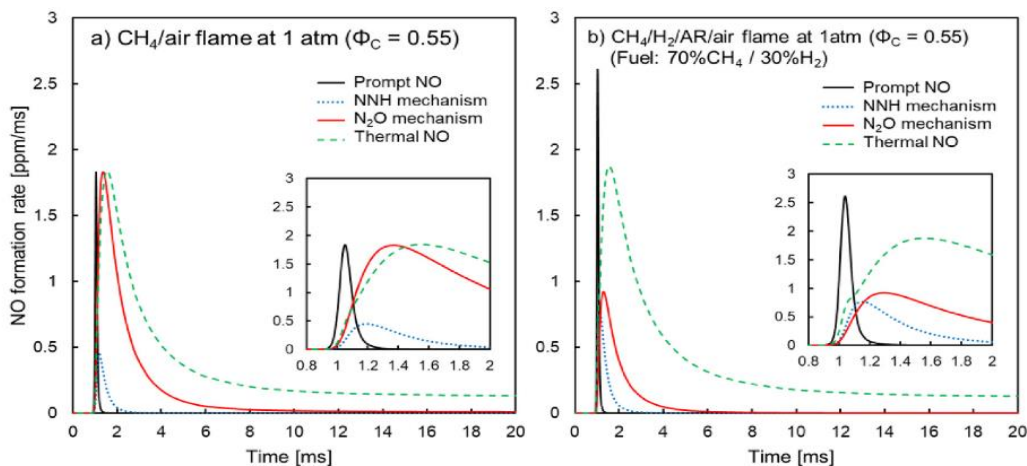 a) CH₄/air flame at 1 atm (Φ_C = 0.55)
Prompt NO
NNH mechanism
N₂O mechanism
Thermal NO
NO formation rate [ppm/ms]
3
2.5
2
1.5
1
0.5
0
3
2.5
2
1.5
1
0.5
0
0.8 1 1.2 1.4 1.6 1.8 2
0 2 4 6 8 10 12 14 16 18 20
Time [ms]
b) CH₄/H₂/AR/air flame at 1atm (Φ_C = 0.55)
(Fuel: 70%CH₄ / 30%H₂)
Prompt NO
NNH mechanism
N₂O mechanism
Thermal NO
3
2.5
2
1.5
1
0.5
0
3
2.5
2
1.5
1
0.5
0
0.8 1 1.2 1.4 1.6 1.8 2
0 2 4 6 8 10 12 14 16 18 20
Time [ms]